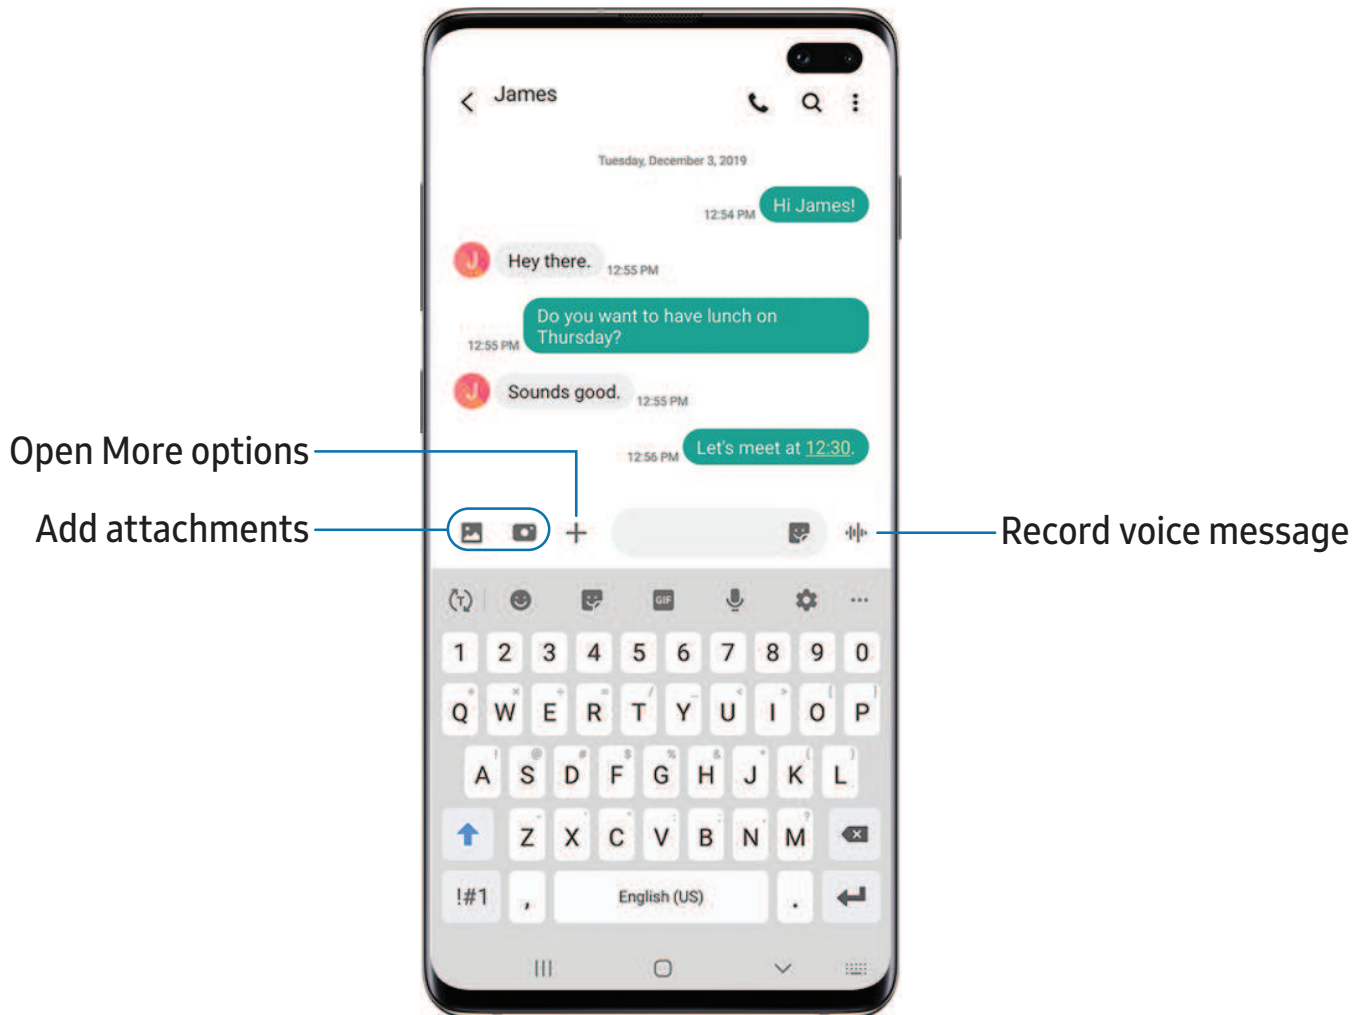 James
Tuesday, December 3, 2019
12:54 PM Hi James!
J Hey there. 12:55 PM
Do you want to have lunch on
Thursday?
12:55 PM
J Sounds good. 12:55 PM
12:56 PM Let's meet at 12:30.
Open More options
Add attachments
Record voice message
T GIF
1 2 3 4 5 6 7 8 9 0
+ × ÷ = / _ < > [ ]
Q W E R T Y U I O P
! @ # $ % & * ( )
A S D F G H J K L
- ' " : ; , ?
Z X C V B N M
!#1 , English (US) .